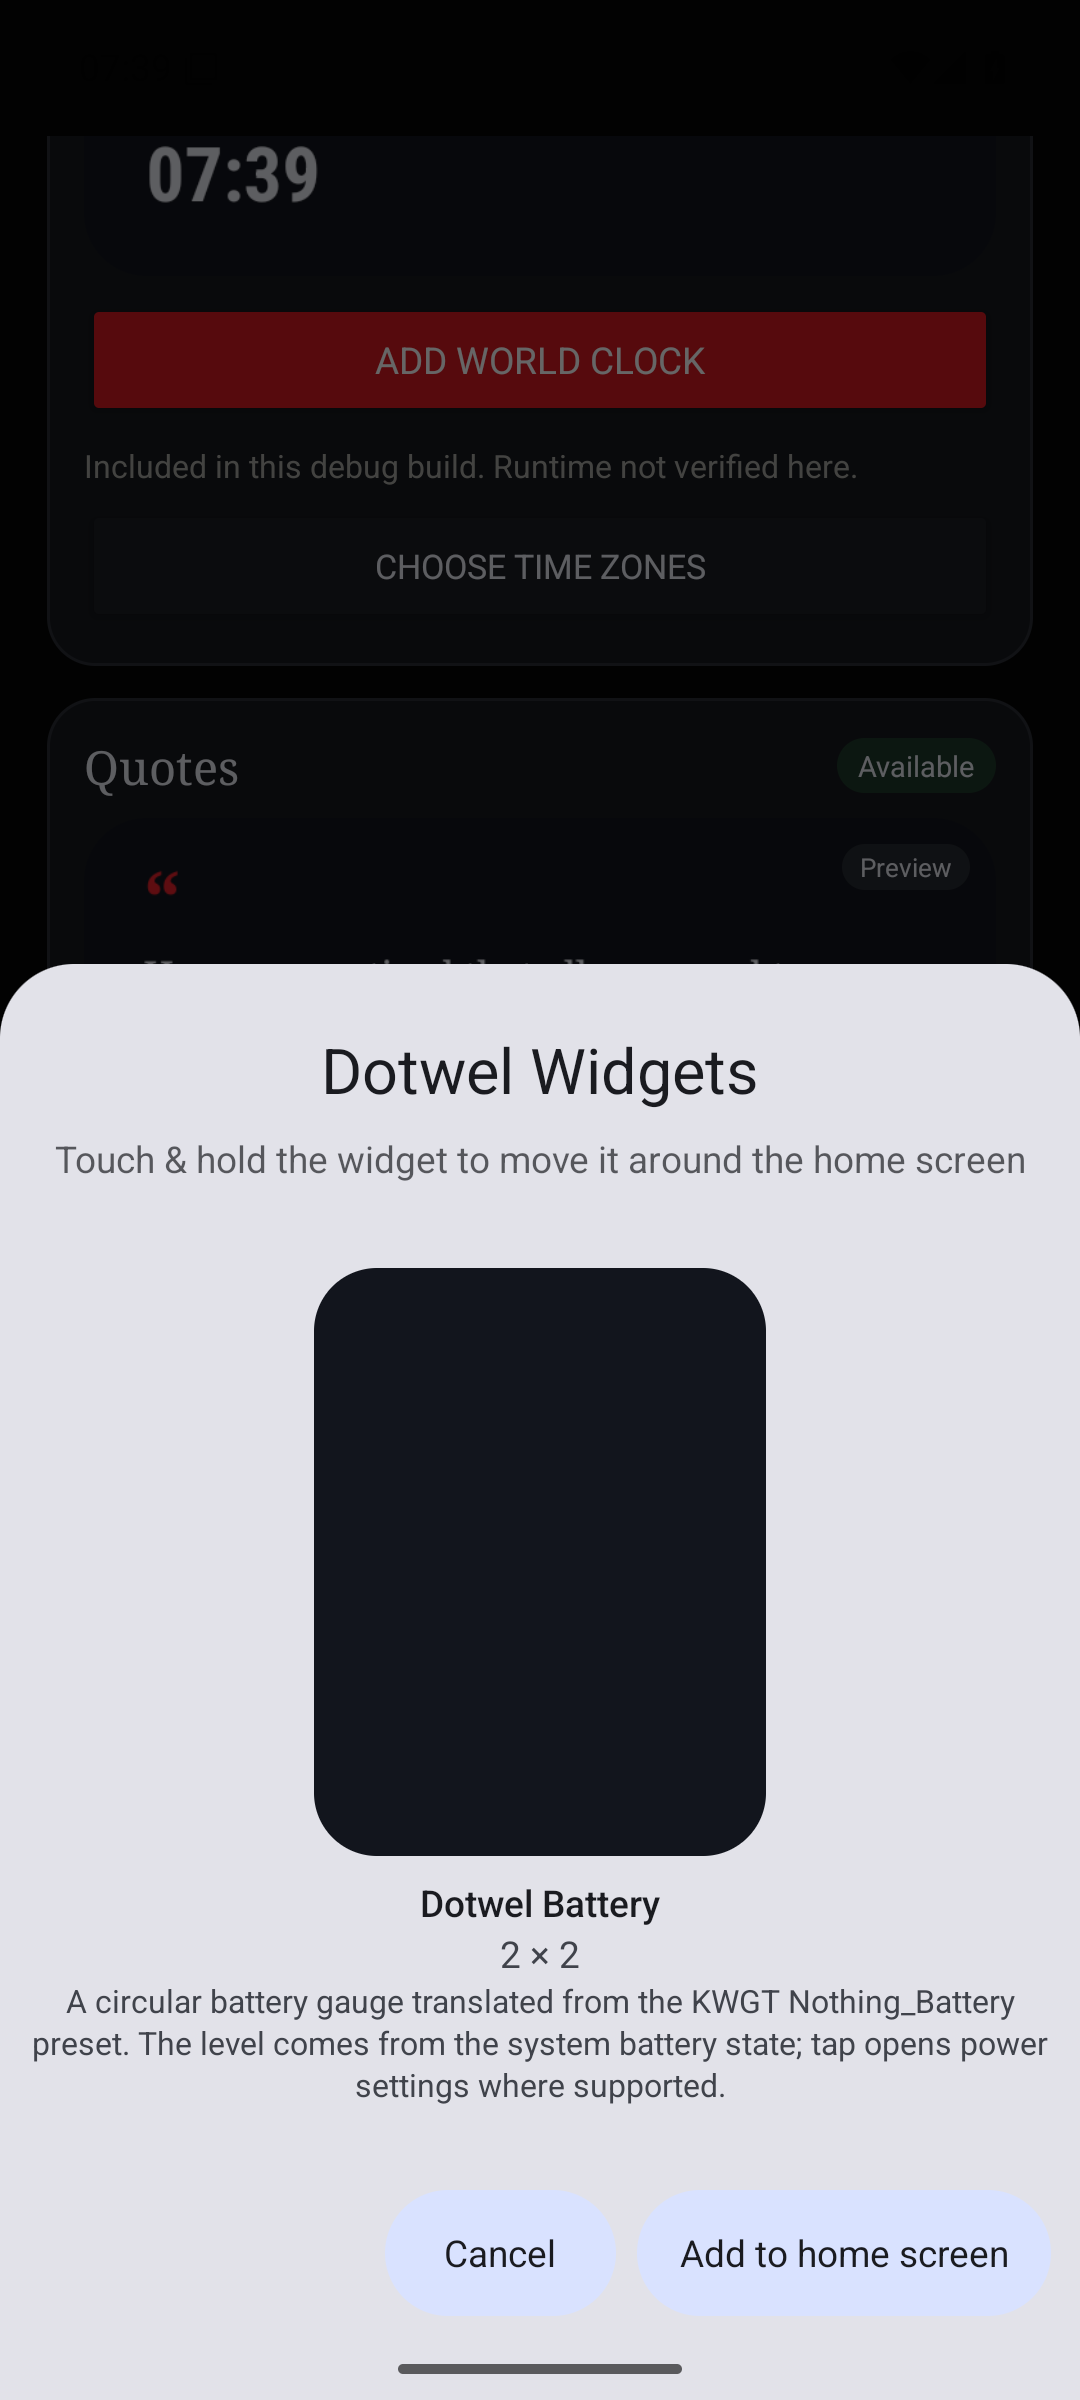 07:39
ADD WORLD CLOCK
Included in this debug build. Runtime not verified here.
CHOOSE TIME ZONES
Quotes
Available
Preview
“
Dotwel Widgets
Touch & hold the widget to move it around the home screen
Dotwel Battery
2 × 2
A circular battery gauge translated from the KWGT Nothing_Battery
preset. The level comes from the system battery state; tap opens power
settings where supported.
Cancel
Add to home screen